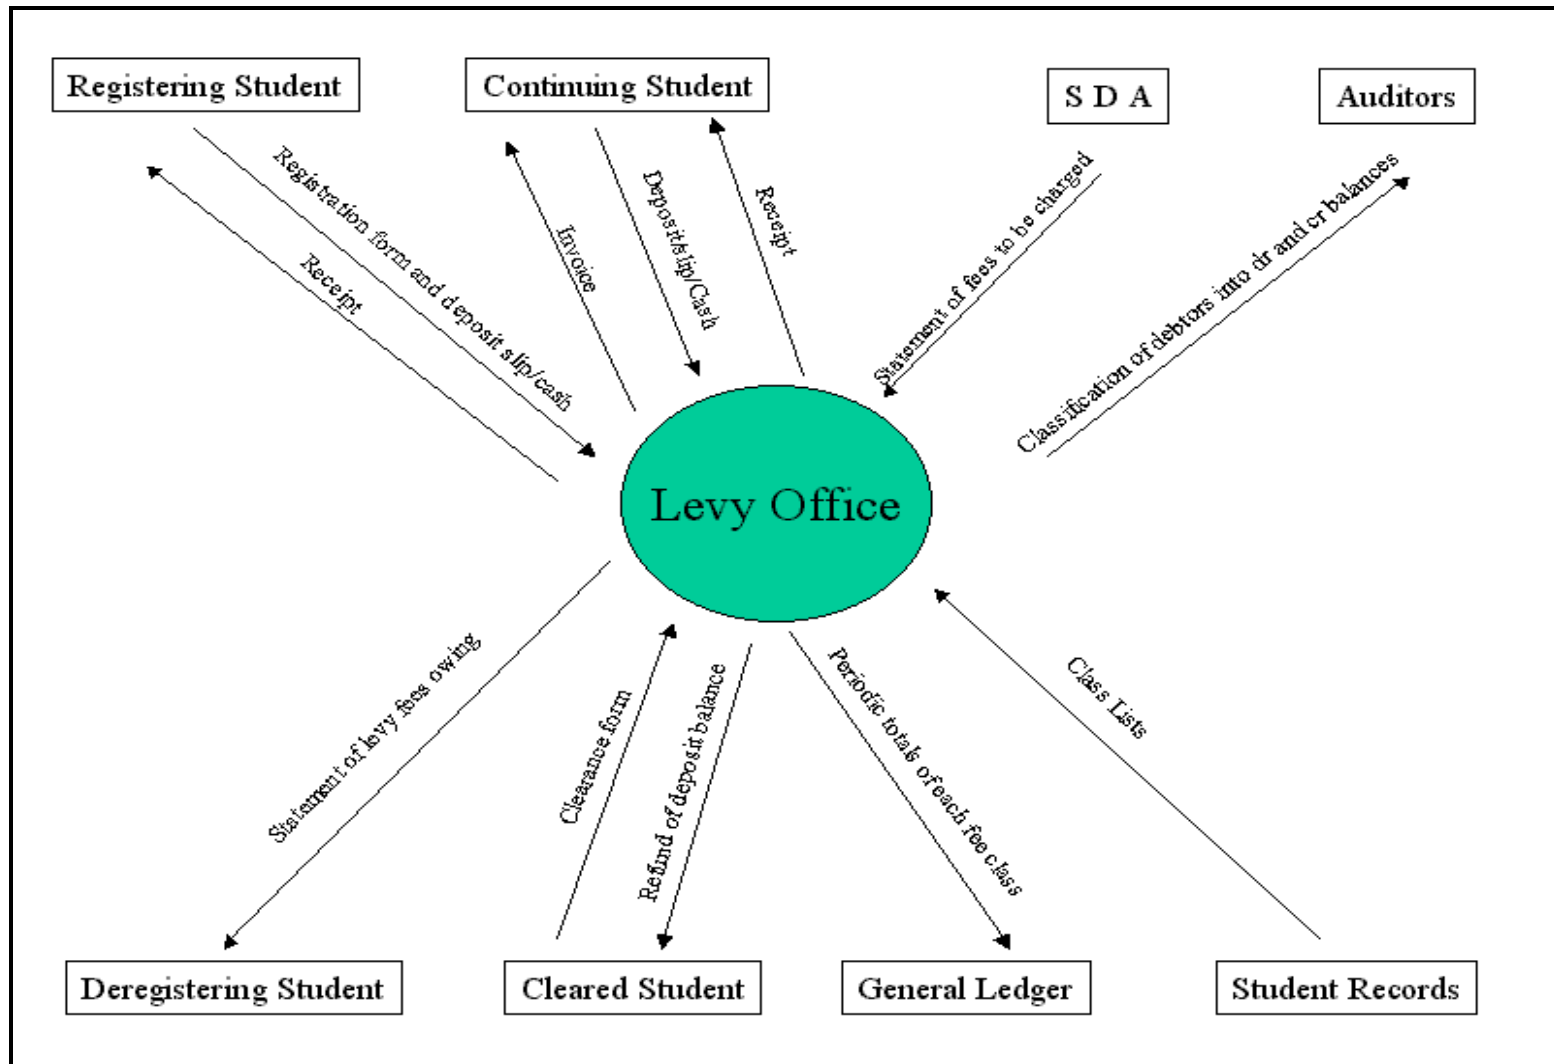 Registering Student
Continuing Student
S D A
Auditors
Registration form and deposit slip/cash
Receipt
Invoice
Deposit/slip/Cash
Receipt
Statement of fees to be charged
Classification of debtors into dr and cr balances
Levy Office
Statement of levy fees owing
Clearance form
Refund of deposit balance
Periodic totals of each fee class
Class Lists
Deregistering Student
Cleared Student
General Ledger
Student Records